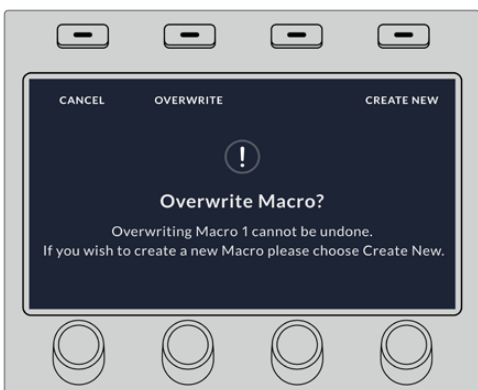 CANCEL OVERWRITE CREATE NEW
Overwrite Macro?
Overwriting Macro 1 cannot be undone.
If you wish to create a new Macro please choose Create New.